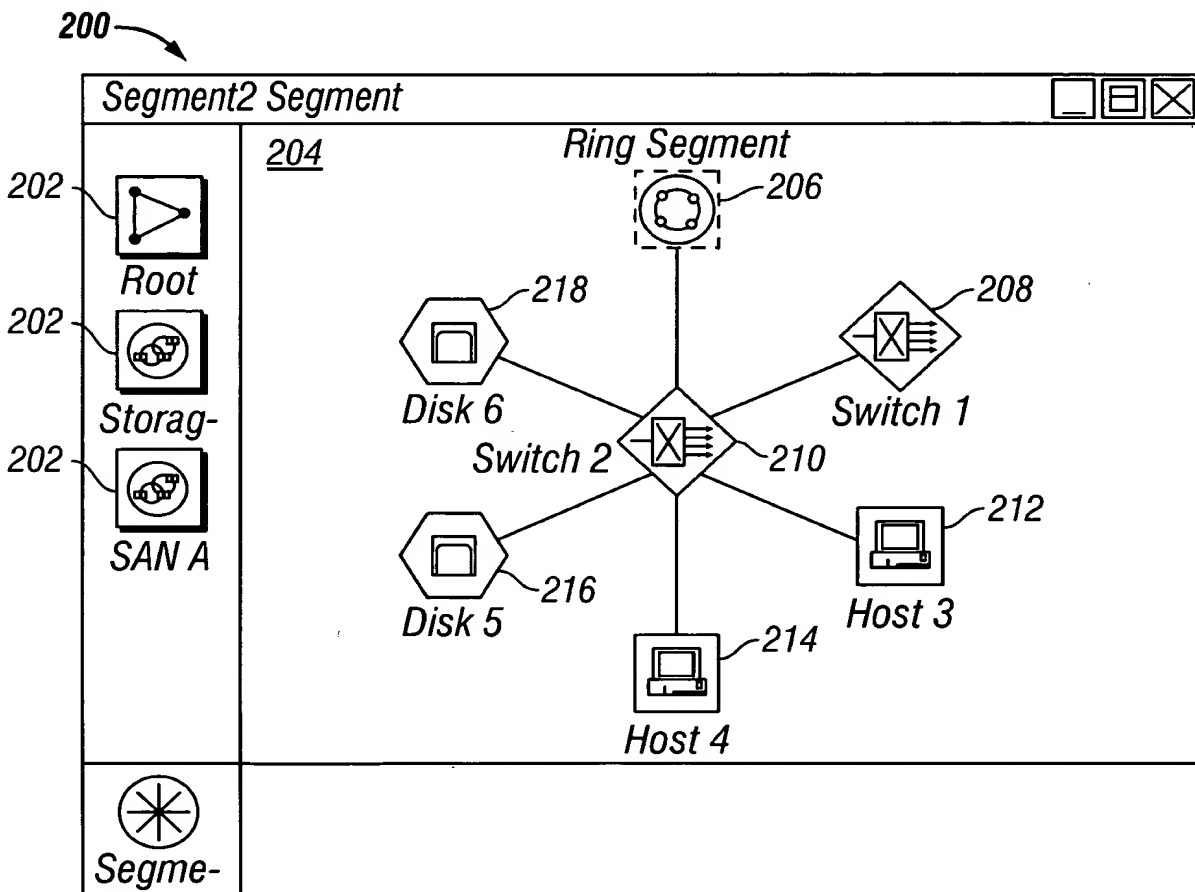 200
Segment2 Segment
204
Ring Segment
202
206
Root
218
208
202
Storag-
Disk 6
Switch 1
202
Switch 2
210
SAN A
212
216
Disk 5
Host 3
214
Host 4
Segme-